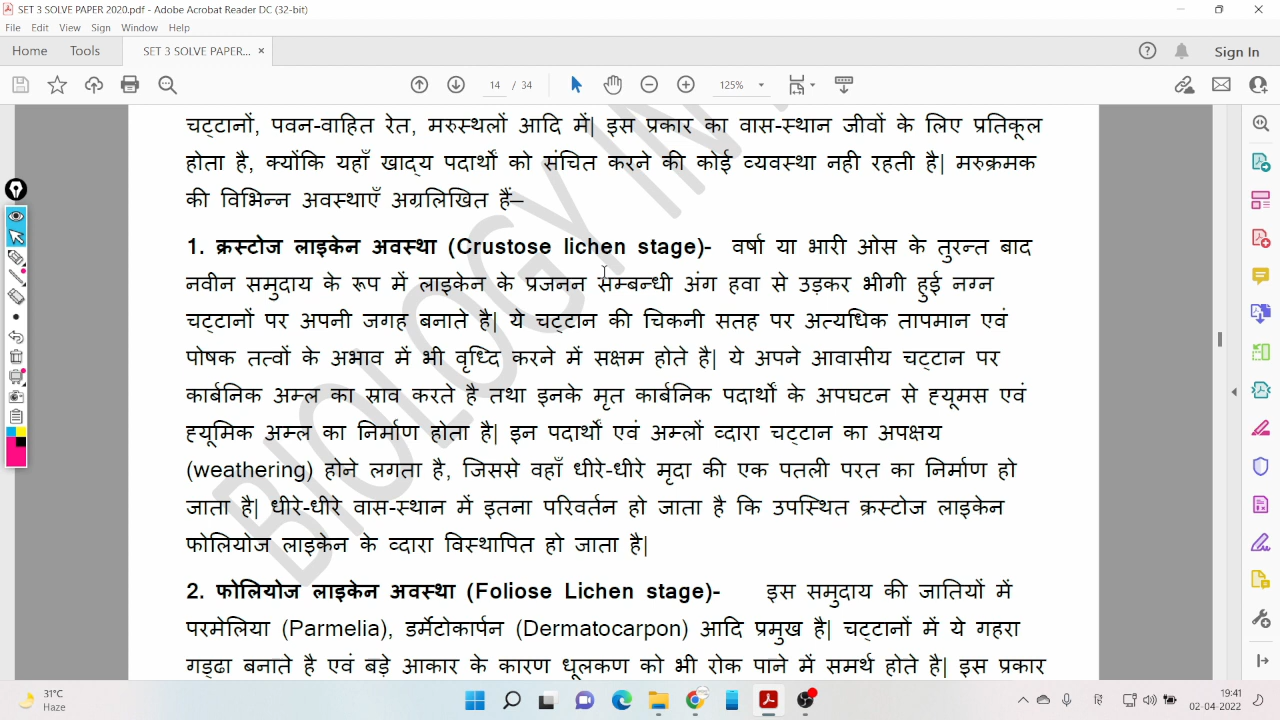 SET 3 SOLVE PAPER 2020.pdf - Adobe Acrobat Reader DC (32-bit)
File Edit View Sign Window Help
Home Tools SET 3 SOLVE PAPER... × Sign In
14 / 34 125%
चट्टानों, पवन-वाहित रेत, मरुस्थलों आदि में| इस प्रकार का वास-स्थान जीवों के लिए प्रतिकूल
होता है, क्योंकि यहाँ खाद्य पदार्थो को संचित करने की कोई व्यवस्था नही रहती है| मरुक्रमक
की विभिन्न अवस्थाएँ अग्रलिखित हैं–
1. क्रस्टोज लाइकेन अवस्था (Crustose lichen stage)- वर्षा या भारी ओस के तुरन्त बाद
नवीन समुदाय के रूप में लाइकेन के प्रजनन सम्बन्धी अंग हवा से उड़कर भीगी हुई नग्न
चट्टानों पर अपनी जगह बनाते है| ये चट्टान की चिकनी सतह पर अत्यधिक तापमान एवं
पोषक तत्वों के अभाव में भी वृध्दि करने में सक्षम होते है| ये अपने आवासीय चट्टान पर
कार्बनिक अम्ल का स्राव करते है तथा इनके मृत कार्बनिक पदार्थो के अपघटन से ह्यूमस एवं
ह्यूमिक अम्ल का निर्माण होता है| इन पदार्थो एवं अम्लों व्दारा चट्टान का अपक्षय
(weathering) होने लगता है, जिससे वहाँ धीरे-धीरे मृदा की एक पतली परत का निर्माण हो
जाता है| धीरे-धीरे वास-स्थान में इतना परिवर्तन हो जाता है कि उपस्थित क्रस्टोज लाइकेन
फोलियोज लाइकेन के व्दारा विस्थापित हो जाता है|
2. फोलियोज लाइकेन अवस्था (Foliose Lichen stage)- इस समुदाय की जातियों में
परमेलिया (Parmelia), डर्मेटोकार्पन (Dermatocarpon) आदि प्रमुख है| चट्टानों में ये गहरा
गड्ढा बनाते है एवं बड़े आकार के कारण धूलकण को भी रोक पाने में समर्थ होते है| इस प्रकार
BIOLOGY IN
31°C
Haze
19:41
02-04-2022